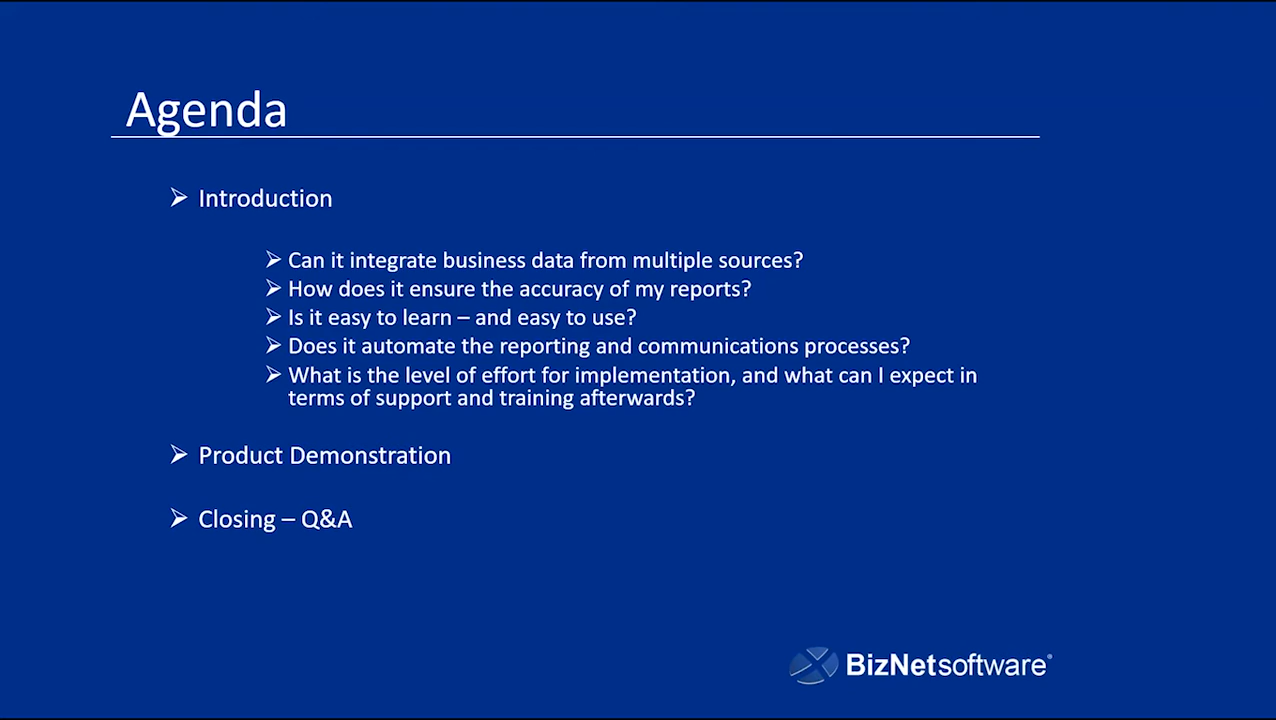 Agenda
Introduction
Can it integrate business data from multiple sources?
How does it ensure the accuracy of my reports?
Is it easy to learn – and easy to use?
Does it automate the reporting and communications processes?
What is the level of effort for implementation, and what can I expect in
terms of support and training afterwards?
Product Demonstration
Closing – Q&A
BizNetsoftware®